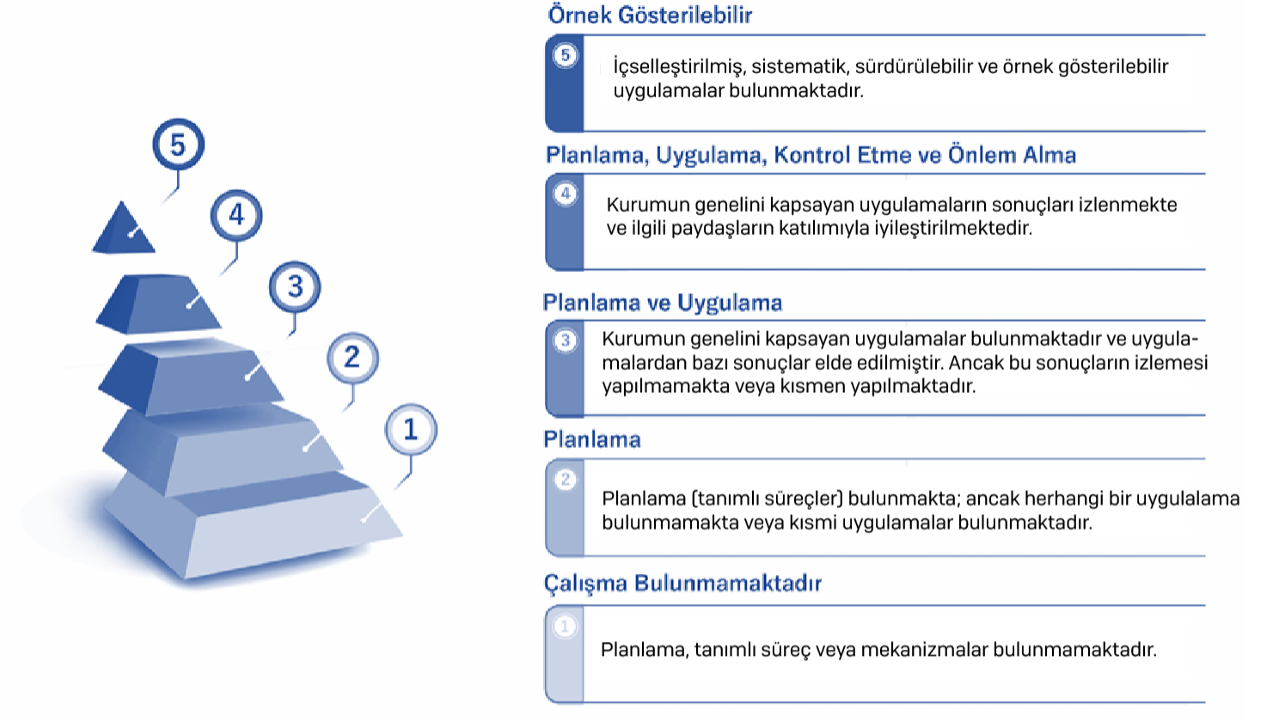 Örnek Gösterilebilir
5
İçselleştirilmiş, sistematik, sürdürülebilir ve örnek gösterilebilir
uygulamalar bulunmaktadır.
Planlama, Uygulama, Kontrol Etme ve Önlem Alma
4
Kurumun genelini kapsayan uygulamaların sonuçları izlenmekte
ve ilgili paydaşların katılımıyla iyileştirilmektedir.
Planlama ve Uygulama
3
Kurumun genelini kapsayan uygulamalar bulunmaktadır ve uygula-
malardan bazı sonuçlar elde edilmiştir. Ancak bu sonuçların izlemesi
yapılmamakta veya kısmen yapılmaktadır.
Planlama
2
Planlama (tanımlı süreçler) bulunmakta; ancak herhangi bir uygulalama
bulunmamakta veya kısmi uygulamalar bulunmaktadır.
Çalışma Bulunmamaktadır
1
Planlama, tanımlı süreç veya mekanizmalar bulunmamaktadır.
5
4
3
2
1